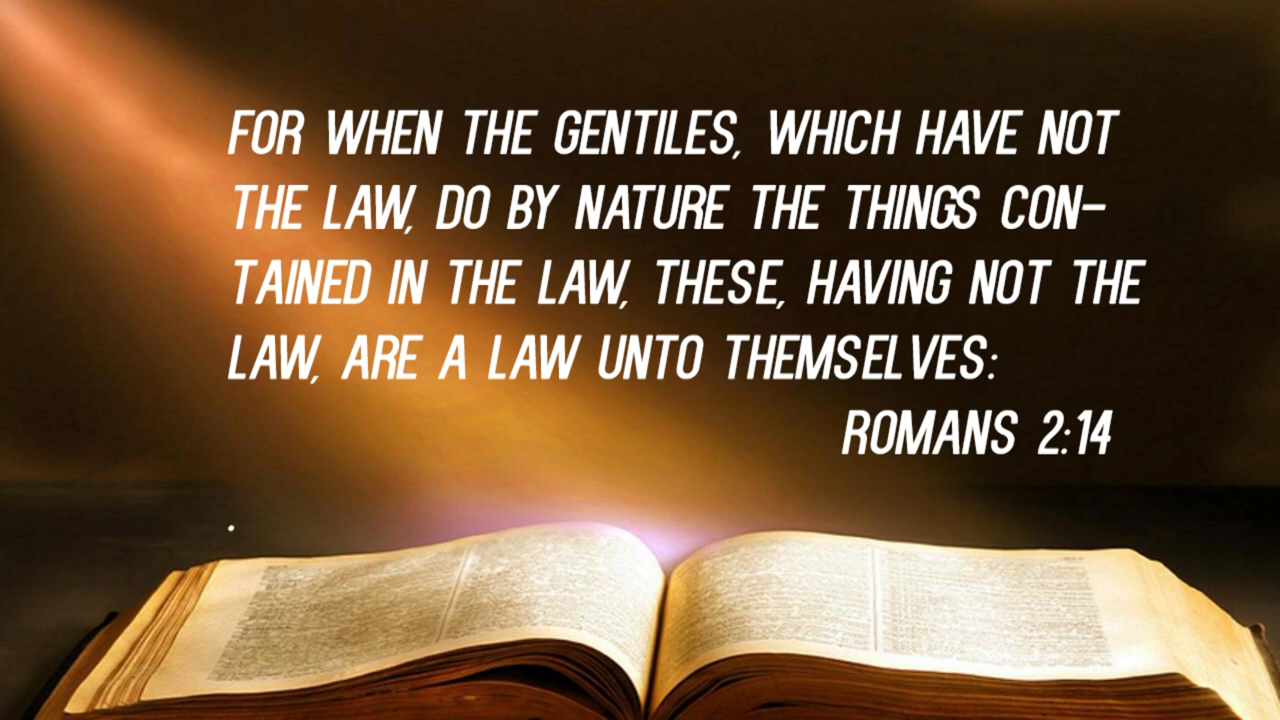 FOR WHEN THE GENTILES, WHICH HAVE NOT
THE LAW, DO BY NATURE THE THINGS CON-
TAINED IN THE LAW, THESE, HAVING NOT THE
LAW, ARE A LAW UNTO THEMSELVES:
ROMANS 2:14
.